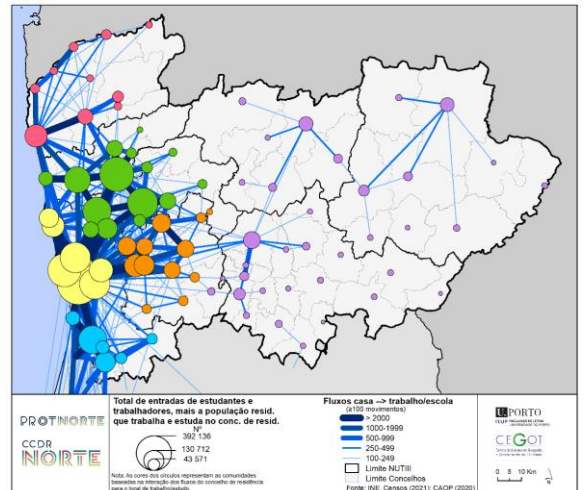 PROTNORTE
CCDR
NORTE
Total de entradas de estudantes e
trabalhadores, mais a população resid.
que trabalha e estuda no conc. de resid.
Nº
392 136
130 712
43 571
Nota: As cores dos círculos representam as comunidades
baseadas na interação dos fluxos do concelho de residência
para o local de trabalho/estudo.
Fluxos casa –> trabalho/escola
(≥100 movimentos)
> 2000
1000-1999
500-999
250-499
100-249
Limite NUTIII
Limite Concelhos
Fonte: INE, Censos (2021); CAOP (2020)
U.PORTO
CEGOT
0 5 10 Km